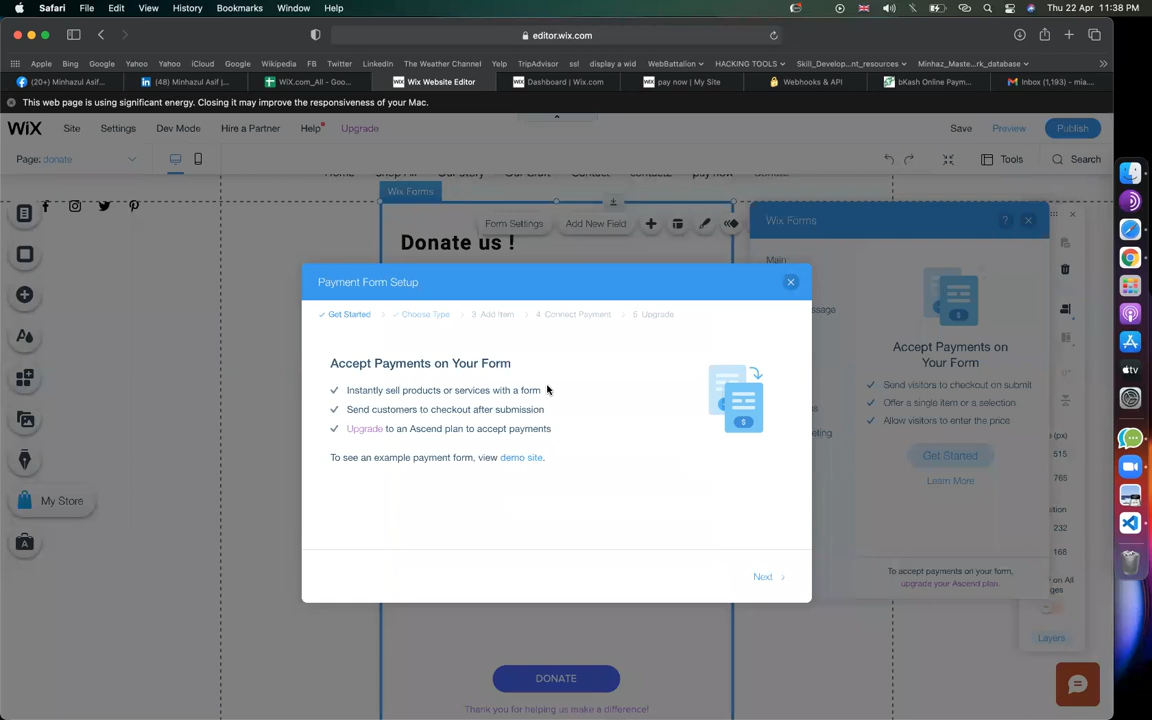 Safari File Edit View History Bookmarks Window Help Thu 22 Apr 11:38 PM
editor.wix.com
Apple Bing Google Yahoo Yahoo iCloud Google Wikipedia FB Twitter LinkedIn The Weather Channel Yelp TripAdvisor ssl display a wid WebBattalion HACKING TOOLS Skill_Develop...nt_resources Minhaz_Maste...rk_database
(20+) Minhazul Asif... (48) Minhazul Asif |... WiX.com_All - Goo... Wix Website Editor Dashboard | Wix.com pay now | My Site Webhooks & API bKash Online Paym... Inbox (1,193) - mia...
This web page is using significant energy. Closing it may improve the responsiveness of your Mac.
WiX Site Settings Dev Mode Hire a Partner Help Upgrade Save Preview Publish
Page: donate Tools Search
Wix Forms
Form Settings Add New Field
Wix Forms ?
Donate us !
Main
Payment Form Setup
Get Started Choose Type 3 Add Item 4 Connect Payment 5 Upgrade
Accept Payments on Your Form
Instantly sell products or services with a form
Send customers to checkout after submission
Upgrade to an Ascend plan to accept payments
To see an example payment form, view demo site.
Next
Accept Payments on
Your Form
Send visitors to checkout on submit
Offer a single item or a selection
Allow visitors to enter the price
Get Started
Learn More
To accept payments on your form,
upgrade your Ascend plan.
(px)
515
765
232
168
Layers
My Store
DONATE
Thank you for helping us make a difference!
tv